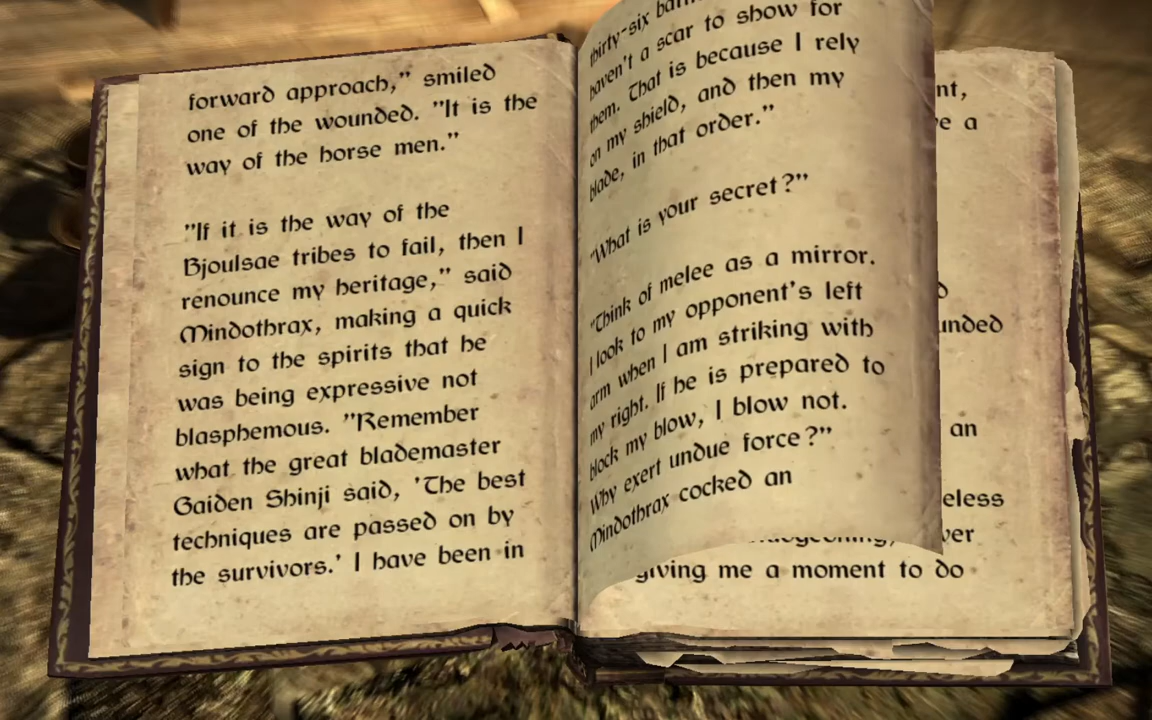 forward approach," smiled
one of the wounded. "It is the
way of the horse men."
"If it is the way of the
Bjoulsae tribes to fail, then I
renounce my heritage," said
Mindothrax, making a quick
sign to the spirits that he
was being expressive not
blasphemous. "Remember
what the great blademaster
Gaiden Shinji said, 'The best
techniques are passed on by
the survivors.' I have been in
thirty-six
haven't a scar to show for
them. That is because I rely
on my shield, and then my
blade, in that order."
"What is your secret?"
"Think of melee as a mirror.
I look to my opponent's left
arm when I am striking with
my right. If he is prepared to
block my blow, I blow not.
Why exert undue force?"
Mindothrax cocked an
a
an
giving me a moment to do